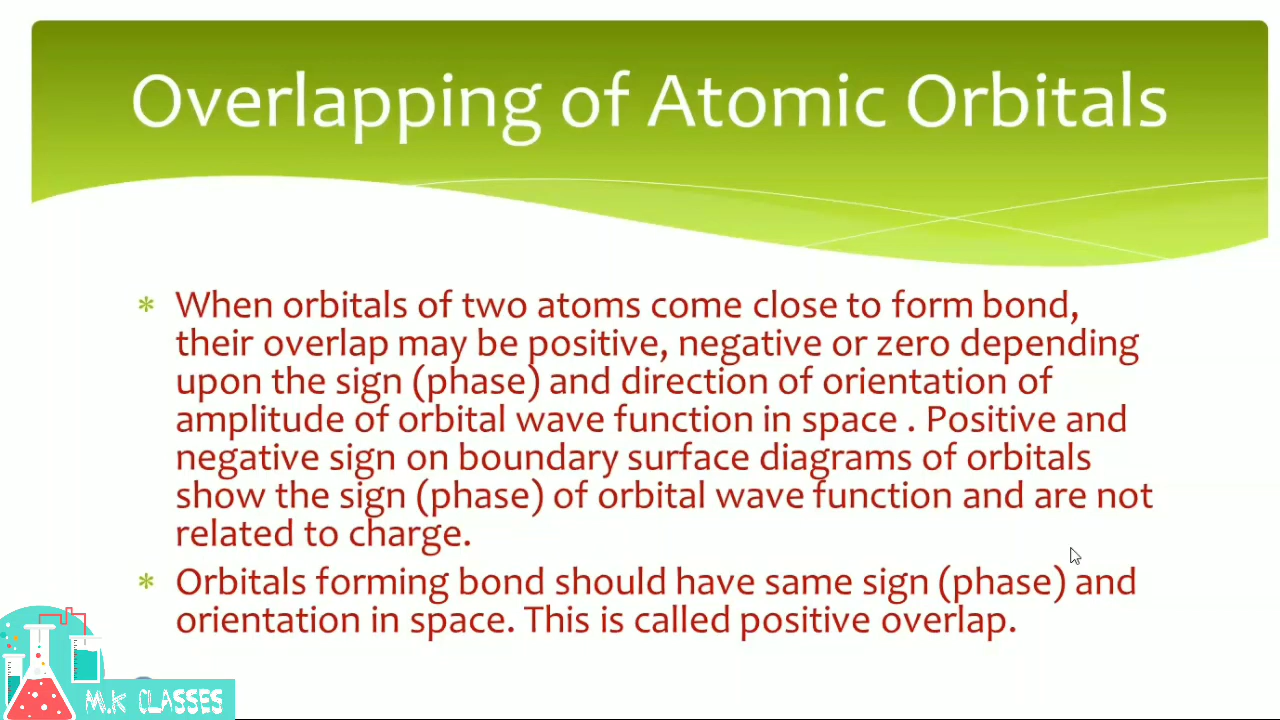 Overlapping of Atomic Orbitals
* When orbitals of two atoms come close to form bond,
their overlap may be positive, negative or zero depending
upon the sign (phase) and direction of orientation of
amplitude of orbital wave function in space . Positive and
negative sign on boundary surface diagrams of orbitals
show the sign (phase) of orbital wave function and are not
related to charge.
* Orbitals forming bond should have same sign (phase) and
orientation in space. This is called positive overlap.
M.K CLASSES